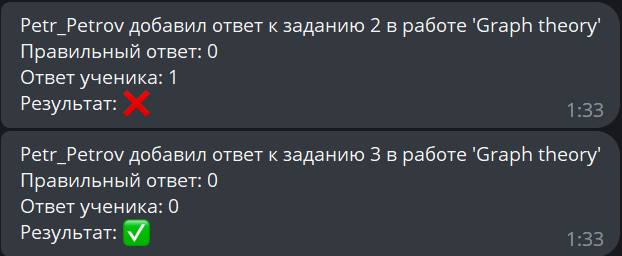 Petr_Petrov добавил ответ к заданию 2 в работе 'Graph theory'
Правильный ответ: 0
Ответ ученика: 1
Результат: ❌
1:33
Petr_Petrov добавил ответ к заданию 3 в работе 'Graph theory'
Правильный ответ: 0
Ответ ученика: 0
Результат: ✅
1:33